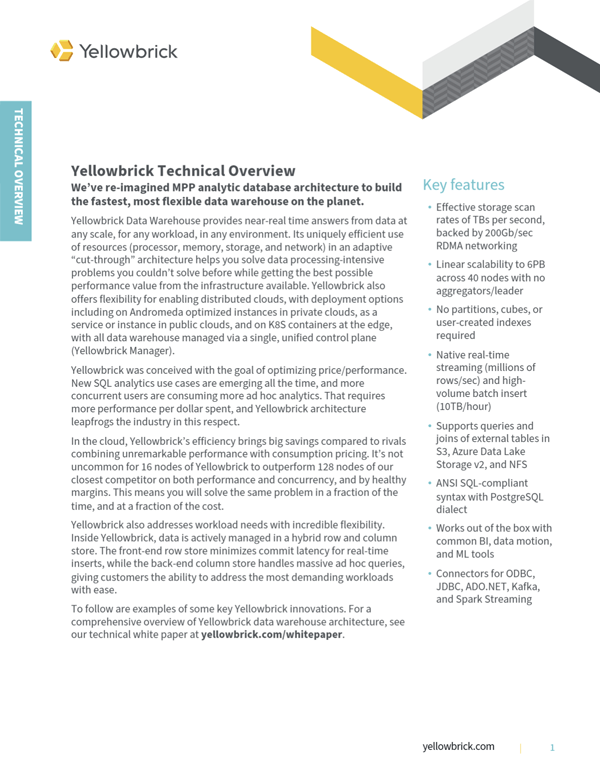 Yellowbrick
TECHNICAL OVERVIEW
Yellowbrick Technical Overview
We've re-imagined MPP analytic database architecture to build
the fastest, most flexible data warehouse on the planet.
Yellowbrick Data Warehouse provides near-real time answers from data at
any scale, for any workload, in any environment. Its uniquely efficient use
of resources (processor, memory, storage, and network) in an adaptive
“cut-through” architecture helps you solve data processing-intensive
problems you couldn't solve before while getting the best possible
performance value from the infrastructure available. Yellowbrick also
offers flexibility for enabling distributed clouds, with deployment options
including on Andromeda optimized instances in private clouds, as a
service or instance in public clouds, and on K8S containers at the edge,
with all data warehouse managed via a single, unified control plane
(Yellowbrick Manager).
Yellowbrick was conceived with the goal of optimizing price/performance.
New SQL analytics use cases are emerging all the time, and more
concurrent users are consuming more ad hoc analytics. That requires
more performance per dollar spent, and Yellowbrick architecture
leapfrogs the industry in this respect.
In the cloud, Yellowbrick's efficiency brings big savings compared to rivals
combining unremarkable performance with consumption pricing. It's not
uncommon for 16 nodes of Yellowbrick to outperform 128 nodes of our
closest competitor on both performance and concurrency, and by healthy
margins. This means you will solve the same problem in a fraction of the
time, and at a fraction of the cost.
Yellowbrick also addresses workload needs with incredible flexibility.
Inside Yellowbrick, data is actively managed in a hybrid row and column
store. The front-end row store minimizes commit latency for real-time
inserts, while the back-end column store handles massive ad hoc queries,
giving customers the ability to address the most demanding workloads
with ease.
To follow are examples of some key Yellowbrick innovations. For a
comprehensive overview of Yellowbrick data warehouse architecture, see
our technical white paper at yellowbrick.com/whitepaper.
Key features
• Effective storage scan
rates of TBs per second,
backed by 200Gb/sec
RDMA networking
• Linear scalability to 6PB
across 40 nodes with no
aggregators/leader
• No partitions, cubes, or
user-created indexes
required
• Native real-time
streaming (millions of
rows/sec) and high-
volume batch insert
(10TB/hour)
• Supports queries and
joins of external tables in
S3, Azure Data Lake
Storage v2, and NFS
• ANSI SQL-compliant
syntax with PostgreSQL
dialect
• Works out of the box with
common BI, data motion,
and ML tools
• Connectors for ODBC,
JDBC, ADO.NET, Kafka,
and Spark Streaming
yellowbrick.com | 1